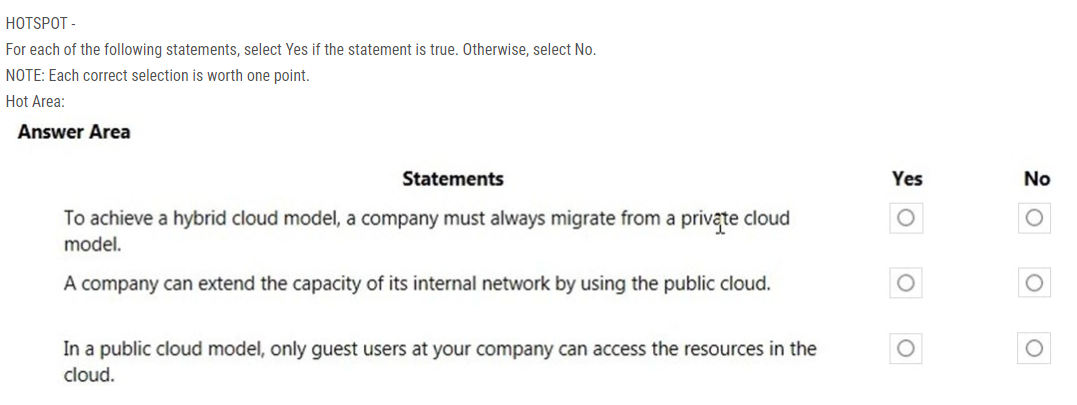 HOTSPOT -
For each of the following statements, select Yes if the statement is true. Otherwise, select No.
NOTE: Each correct selection is worth one point.
Hot Area:
Answer Area
Statements Yes No
To achieve a hybrid cloud model, a company must always migrate from a private cloud
model.
A company can extend the capacity of its internal network by using the public cloud.
In a public cloud model, only guest users at your company can access the resources in the
cloud.